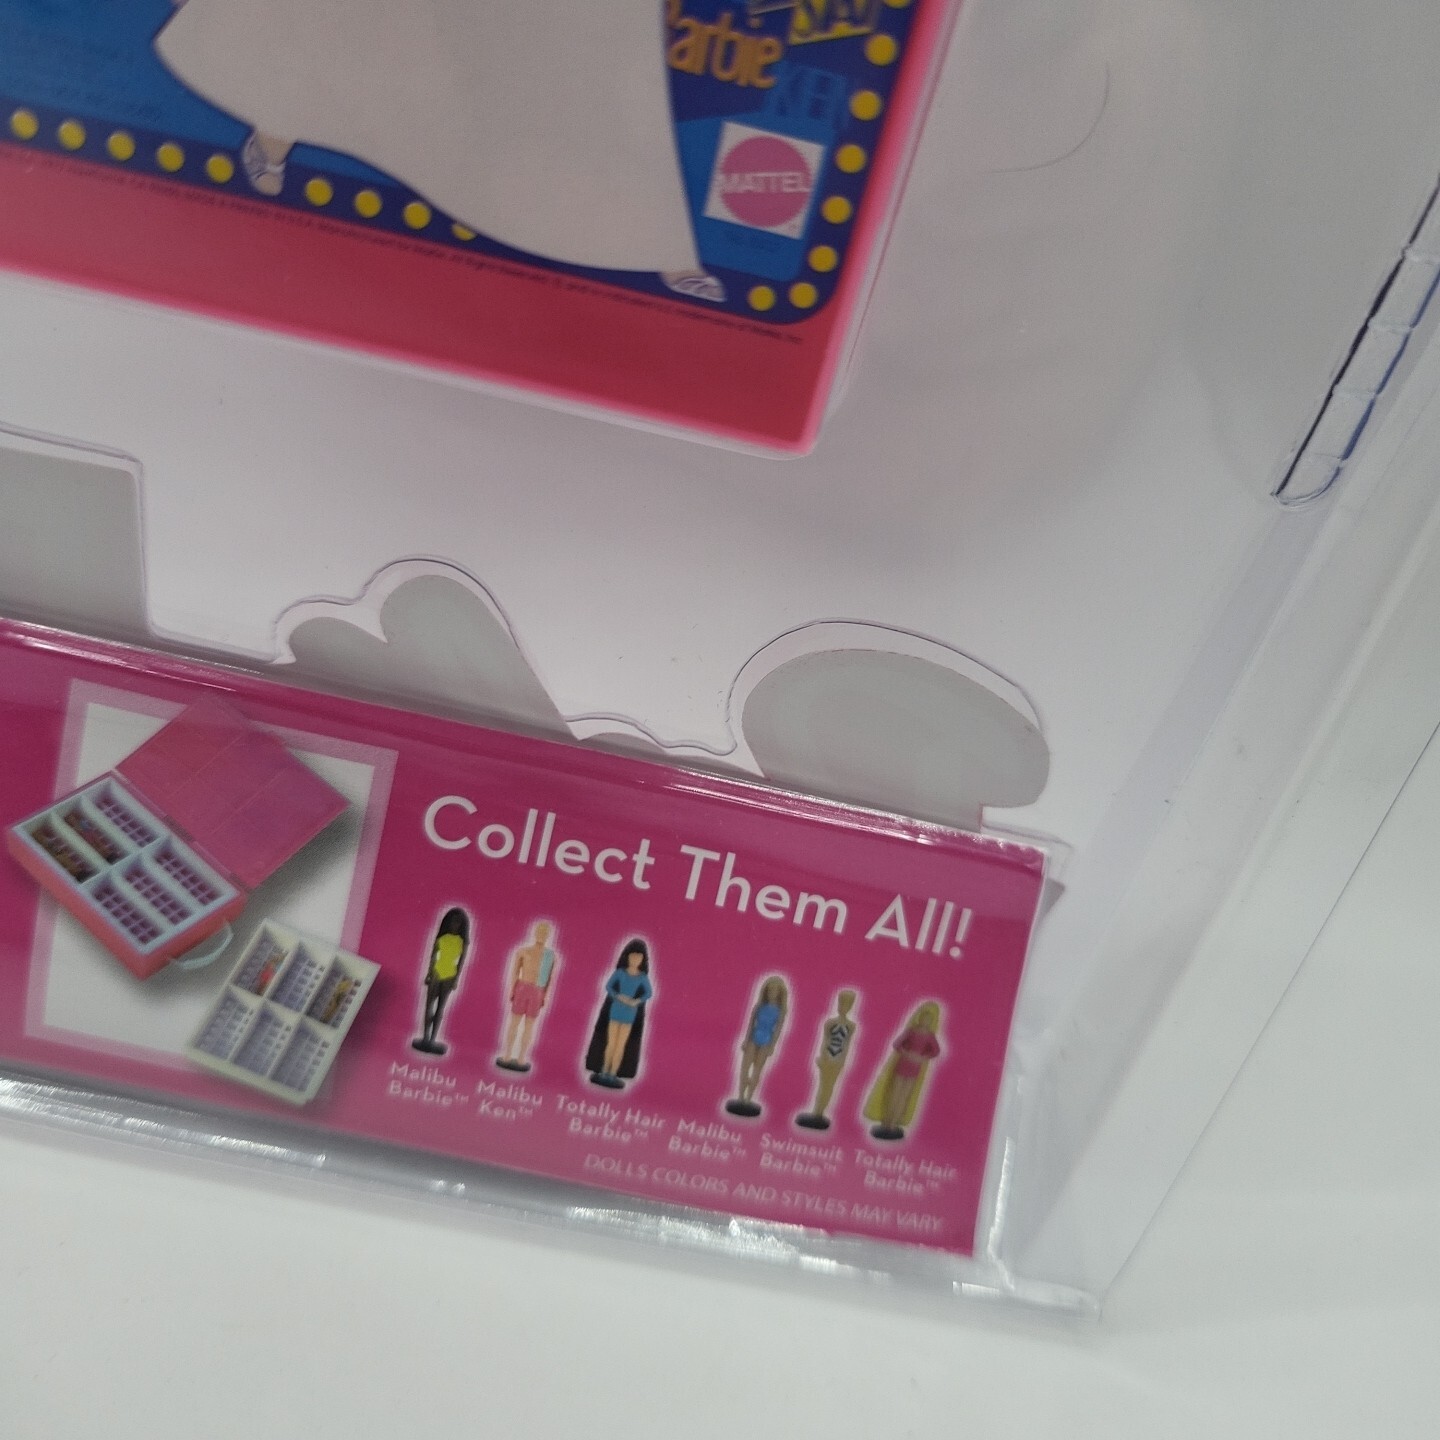 Barbie
KEN
MATTEL
Collect Them All!
Malibu
Barbie™
Malibu
Ken™
Totally Hair
Barbie™
Malibu
Barbie™
Swimsuit
Barbie™
Totally Hair
Barbie™
DOLLS COLORS AND STYLES MAY VARY